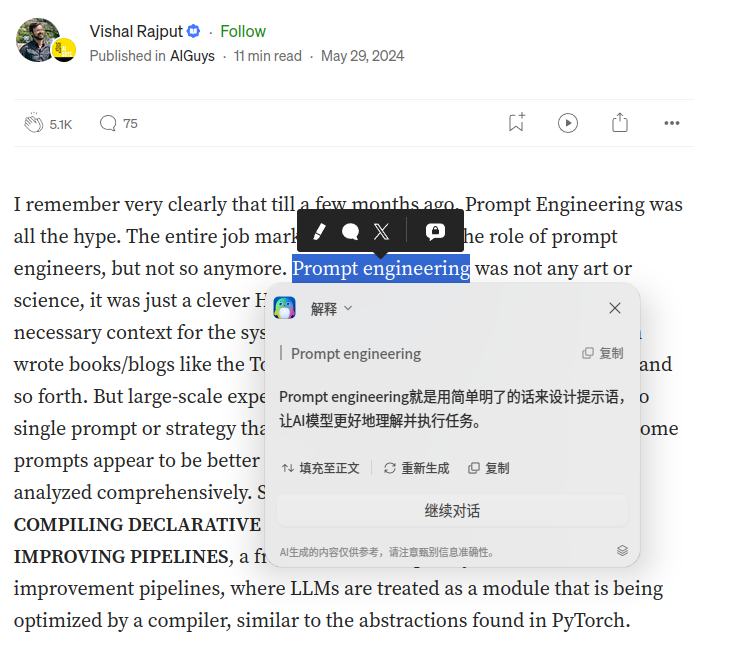 Vishal Rajput · Follow
Published in AIGuys · 11 min read · May 29, 2024
5.1K 75
I remember very clearly that till a few months ago, Prompt Engineering was
all the hype. The entire job mark he role of prompt
engineers, but not so anymore. Prompt engineering was not any art or
science, it was just a clever H
necessary context for the sys
wrote books/blogs like the To and
so forth. But large-scale expe o
single prompt or strategy tha ome
prompts appear to be better
analyzed comprehensively. S
COMPILING DECLARATIVE
IMPROVING PIPELINES, a fr
improvement pipelines, where LLMs are treated as a module that is being
optimized by a compiler, similar to the abstractions found in PyTorch.
解释
Prompt engineering 复制
Prompt engineering就是用简单明了的话来设计提示语，
让AI模型更好地理解并执行任务。
填充至正文 重新生成 复制
继续对话
AI生成的内容仅供参考，请注意甄别信息准确性。